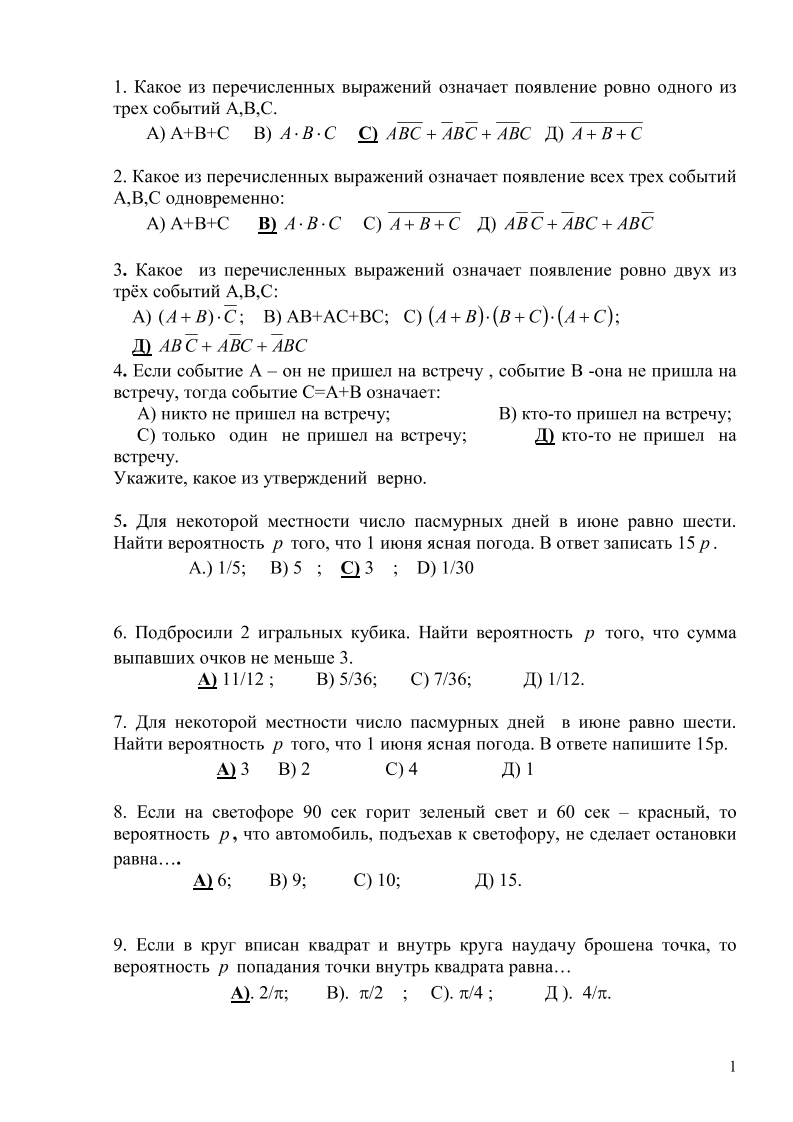 1. Какое из перечисленных выражений означает появление ровно одного из
трех событий А,В,С.
А) А+В+С В) A · B · C С) A\overline{BC} + \overline{A}B\overline{C} + \overline{AB}C Д) \overline{A + B + C}
2. Какое из перечисленных выражений означает появление всех трех событий
А,В,С одновременно:
А) А+В+С В) A · B · C С) \overline{A + B + C} Д) A\overline{B}\,\overline{C} + \overline{A}BC + AB\overline{C}
3. Какое из перечисленных выражений означает появление ровно двух из
трёх событий А,В,С:
А) (A + B) · \overline{C}; В) АВ+АС+ВС; С) (A + B)·(B + C)·(A + C);
Д) AB\overline{C} + A\overline{B}C + \overline{A}BC
4. Если событие А – он не пришел на встречу , событие В -она не пришла на
встречу, тогда событие С=А+В означает:
А) никто не пришел на встречу; В) кто-то пришел на встречу;
С) только один не пришел на встречу; Д) кто-то не пришел на
встречу.
Укажите, какое из утверждений верно.
5. Для некоторой местности число пасмурных дней в июне равно шести.
Найти вероятность p того, что 1 июня ясная погода. В ответ записать 15 p .
А.) 1/5; В) 5 ; С) 3 ; D) 1/30
6. Подбросили 2 игральных кубика. Найти вероятность p того, что сумма
выпавших очков не меньше 3.
А) 11/12 ; В) 5/36; С) 7/36; Д) 1/12.
7. Для некоторой местности число пасмурных дней в июне равно шести.
Найти вероятность p того, что 1 июня ясная погода. В ответе напишите 15р.
А) 3 В) 2 С) 4 Д) 1
8. Если на светофоре 90 сек горит зеленый свет и 60 сек – красный, то
вероятность p , что автомобиль, подъехав к светофору, не сделает остановки
равна….
А) 6; В) 9; С) 10; Д) 15.
9. Если в круг вписан квадрат и внутрь круга наудачу брошена точка, то
вероятность p попадания точки внутрь квадрата равна…
А). 2/π; В). π/2 ; С). π/4 ; Д ). 4/π.
1